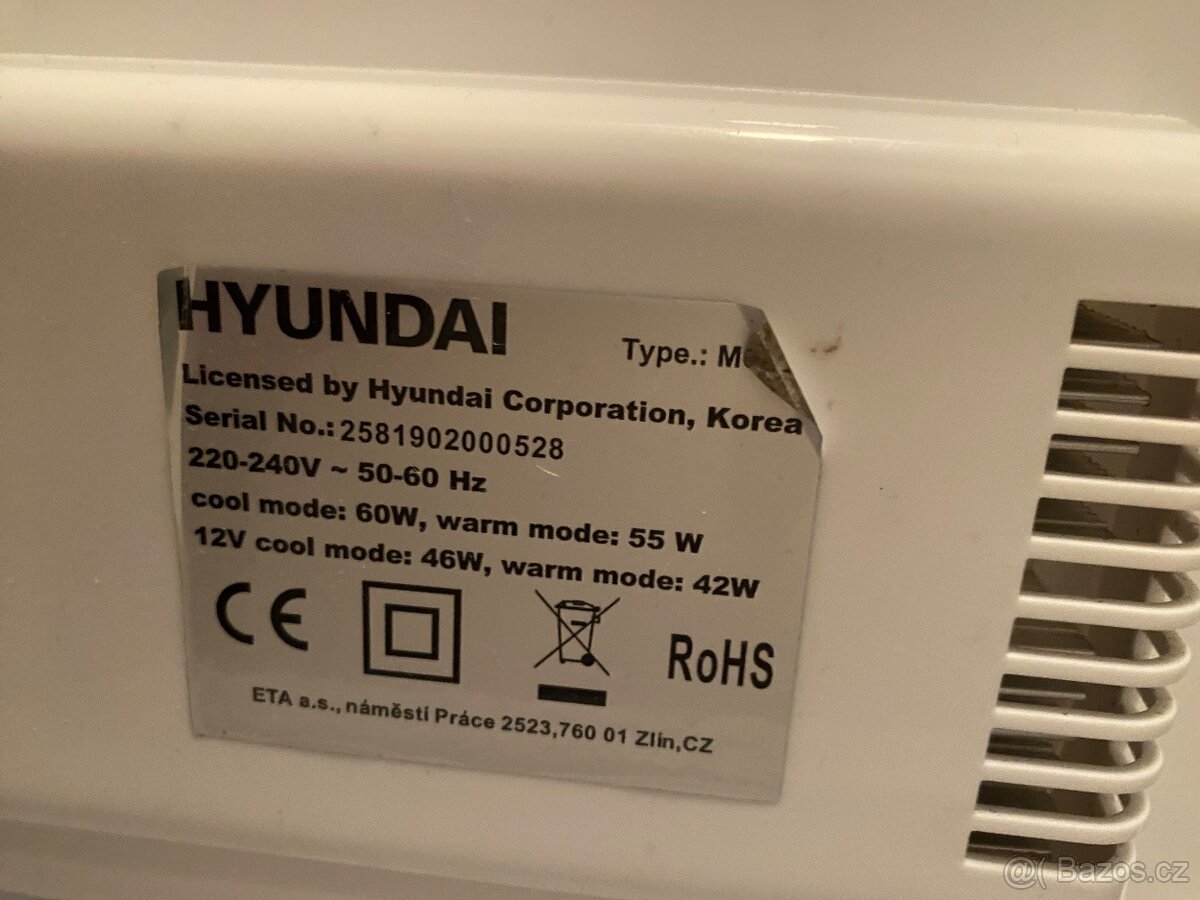 HYUNDAI
Type.:
Licensed by Hyundai Corporation, Korea
Serial No.: 2581902000528
220-240V ~ 50-60 Hz
cool mode: 60W, warm mode: 55 W
12V cool mode: 46W, warm mode: 42W
CE
RoHS
ETA a.s., náměstí Práce 2523,760 01 Zlín,CZ
@( Bazos.cz